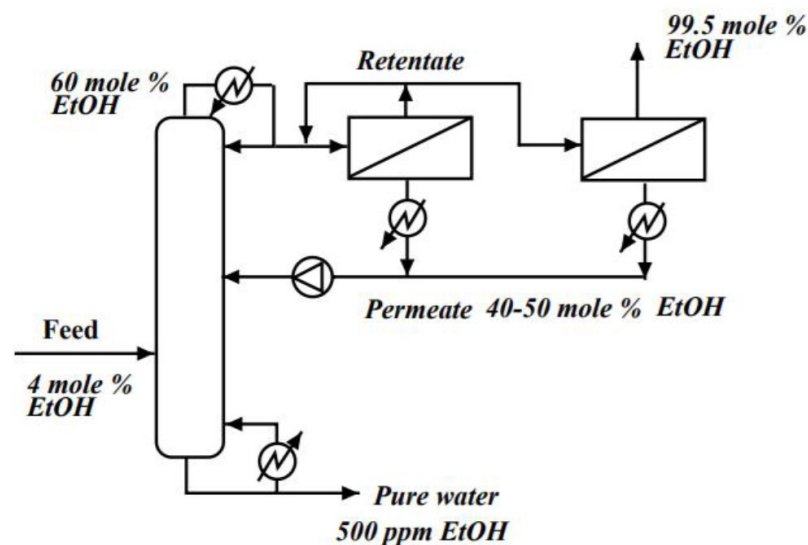 99.5 mole %
EtOH
Retentate
60 mole %
EtOH
Permeate 40-50 mole % EtOH
Feed
4 mole %
EtOH
Pure water
500 ppm EtOH